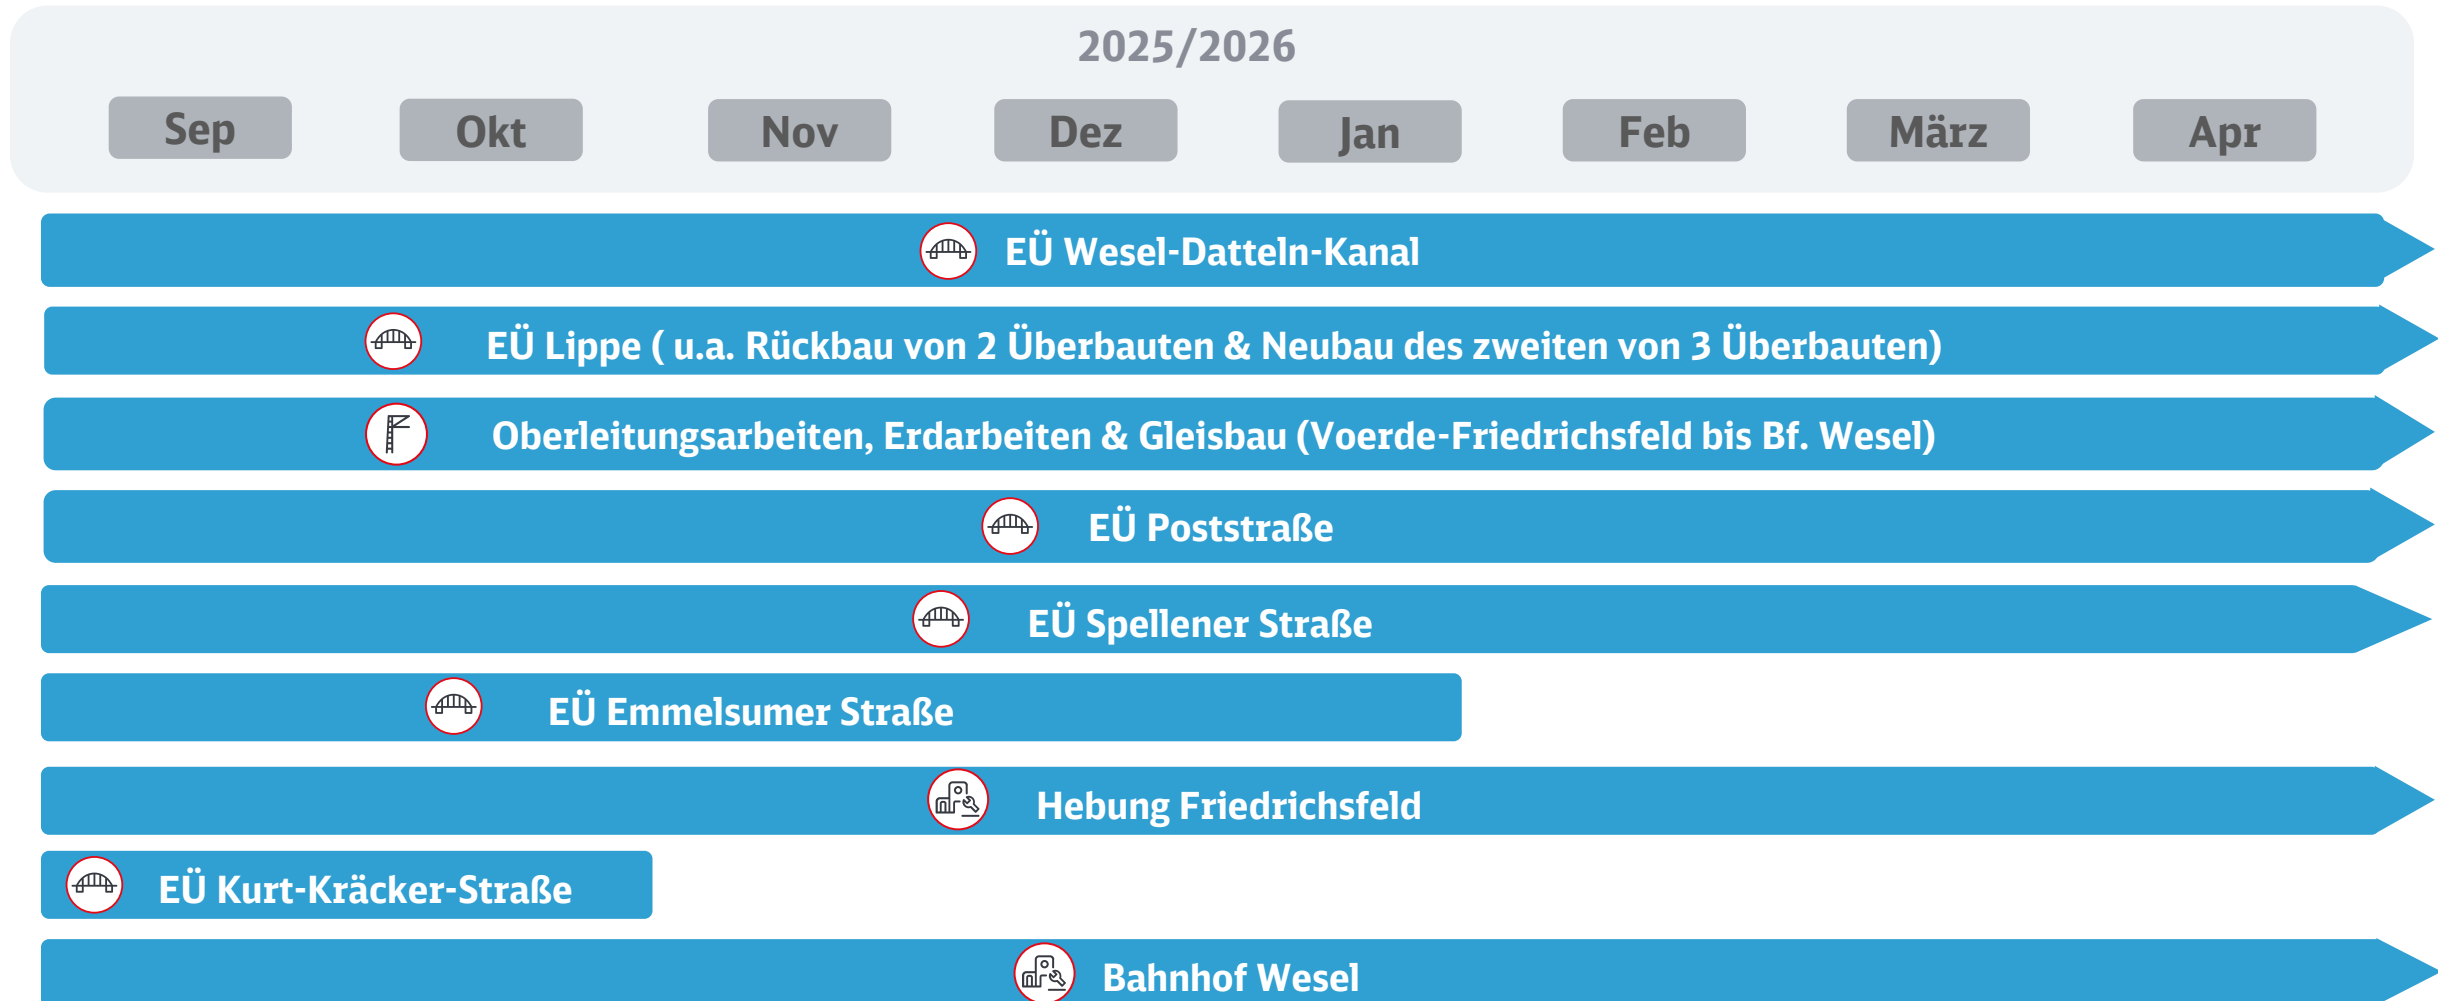 2025/2026
Sep Okt Nov Dez Jan Feb März Apr
EÜ Wesel-Datteln-Kanal
EÜ Lippe ( u.a. Rückbau von 2 Überbauten & Neubau des zweiten von 3 Überbauten)
Oberleitungsarbeiten, Erdarbeiten & Gleisbau (Voerde-Friedrichsfeld bis Bf. Wesel)
EÜ Poststraße
EÜ Spellener Straße
EÜ Emmelsumer Straße
Hebung Friedrichsfeld
EÜ Kurt-Kräcker-Straße
Bahnhof Wesel